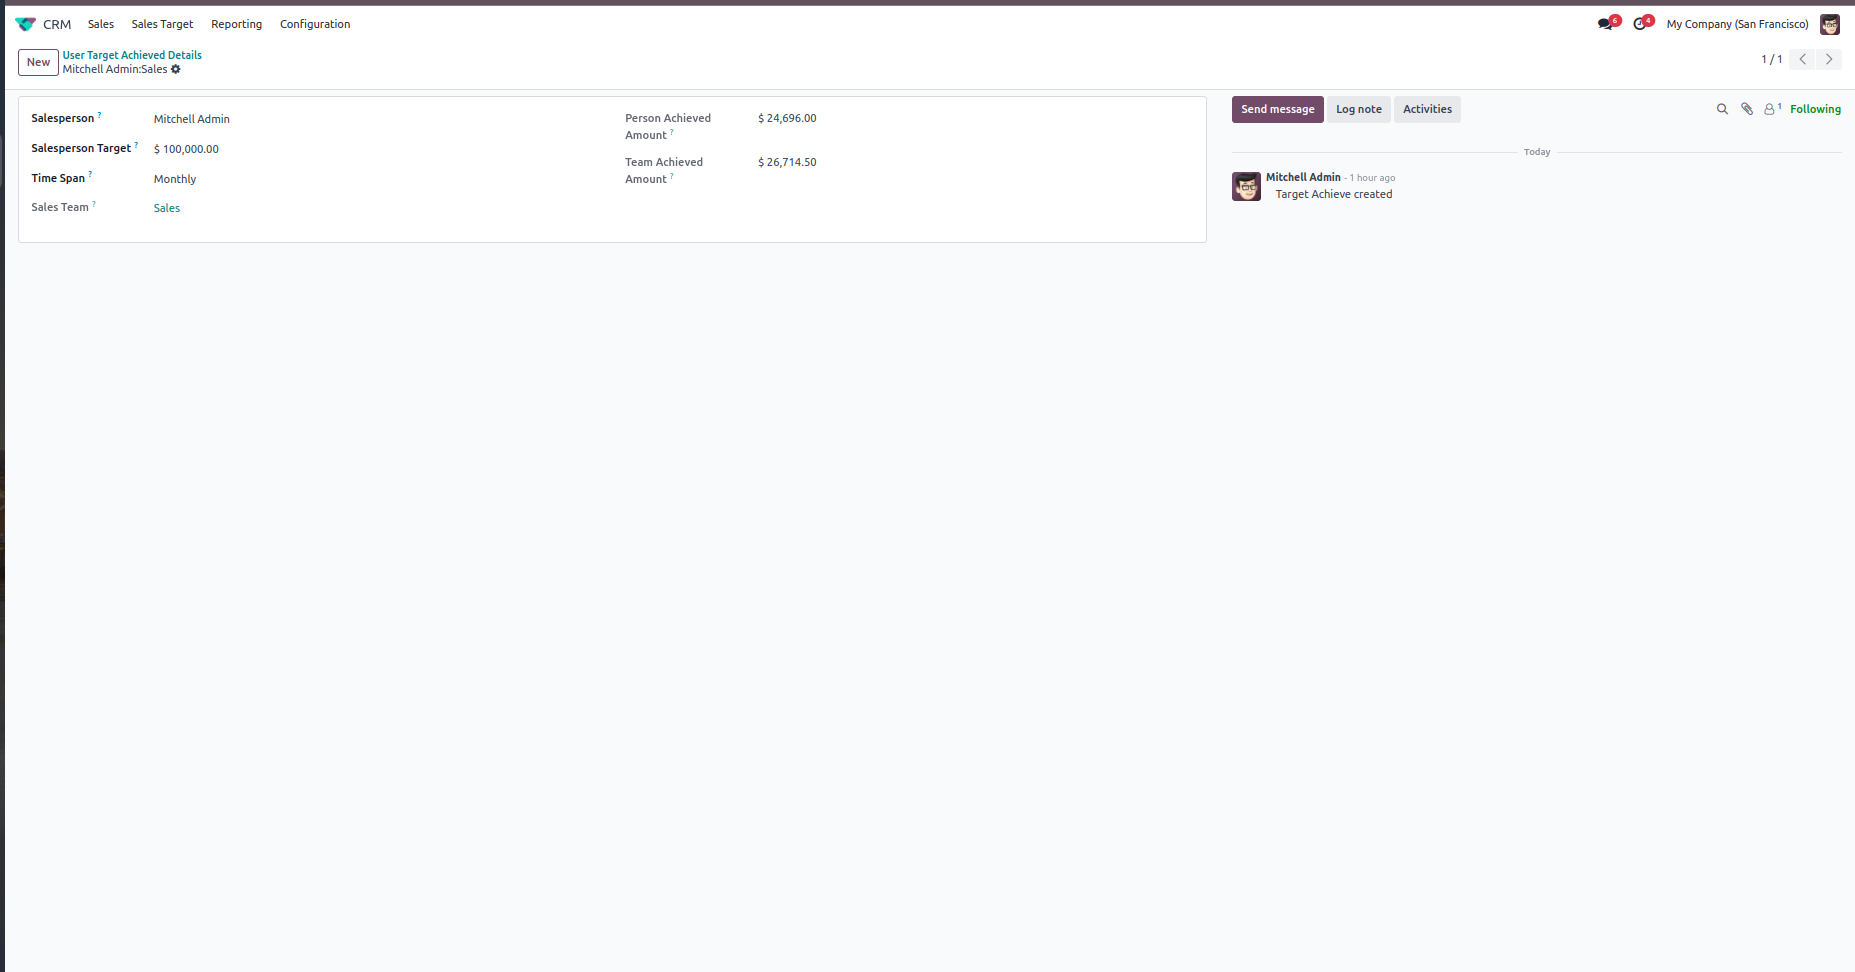 CRM Sales Sales Target Reporting Configuration
6 4 My Company (San Francisco)
New
User Target Achieved Details
Mitchell Admin:Sales
1 / 1
Salesperson ? Mitchell Admin
Salesperson Target ? $ 100,000.00
Time Span ? Monthly
Sales Team ? Sales
Person Achieved
Amount ?
$ 24,696.00
Team Achieved
Amount ?
$ 26,714.50
Send message Log note Activities
1 Following
Today
Mitchell Admin - 1 hour ago
Target Achieve created